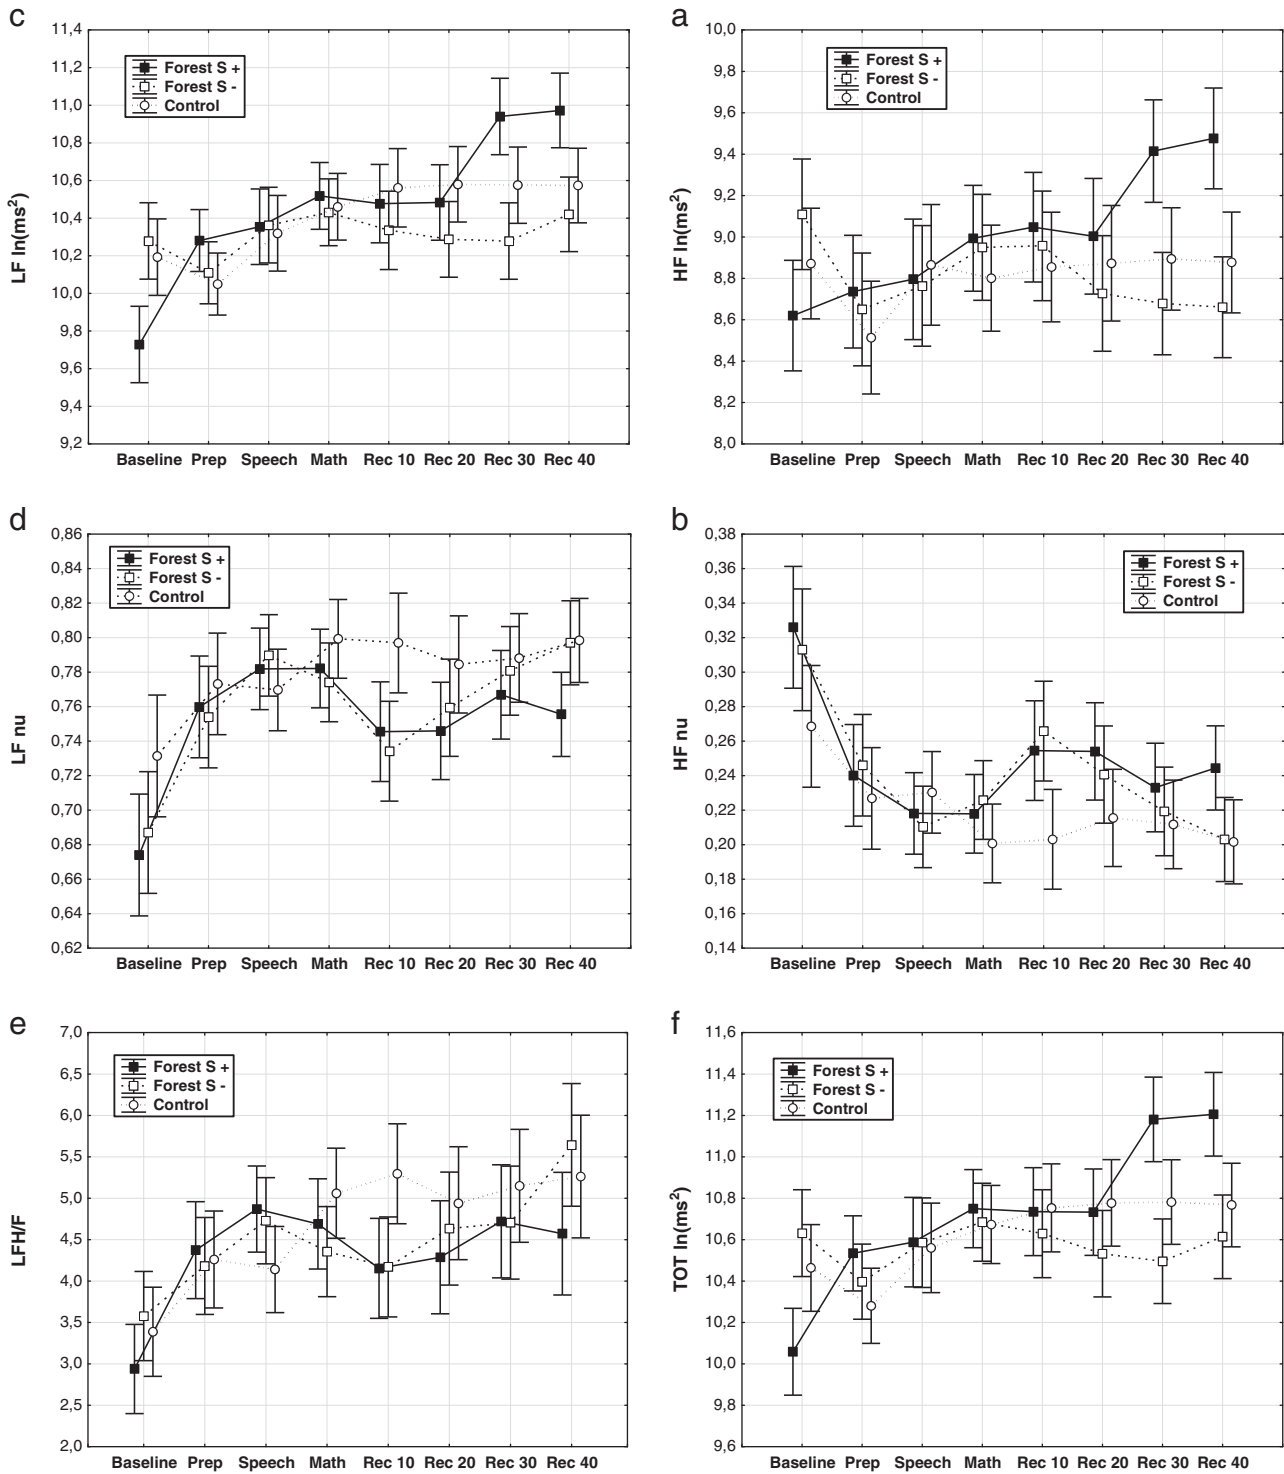 c
11,4
11,2
11,0
10,8
10,6
10,4
10,2
10,0
9,8
9,6
9,4
9,2
LF ln(ms²)
Forest S +
Forest S -
Control
Baseline Prep Speech Math Rec 10 Rec 20 Rec 30 Rec 40
a
10,0
9,8
9,6
9,4
9,2
9,0
8,8
8,6
8,4
8,2
8,0
HF ln(ms²)
Forest S +
Forest S -
Control
Baseline Prep Speech Math Rec 10 Rec 20 Rec 30 Rec 40
d
0,86
0,84
0,82
0,80
0,78
0,76
0,74
0,72
0,70
0,68
0,66
0,64
0,62
LF nu
Forest S +
Forest S -
Control
Baseline Prep Speech Math Rec 10 Rec 20 Rec 30 Rec 40
b
0,38
0,36
0,34
0,32
0,30
0,28
0,26
0,24
0,22
0,20
0,18
0,16
0,14
HF nu
Forest S +
Forest S -
Control
Baseline Prep Speech Math Rec 10 Rec 20 Rec 30 Rec 40
e
7,0
6,5
6,0
5,5
5,0
4,5
4,0
3,5
3,0
2,5
2,0
LFH/F
Forest S +
Forest S -
Control
Baseline Prep Speech Math Rec 10 Rec 20 Rec 30 Rec 40
f
11,6
11,4
11,2
11,0
10,8
10,6
10,4
10,2
10,0
9,8
9,6
TOT ln(ms²)
Forest S +
Forest S -
Control
Baseline Prep Speech Math Rec 10 Rec 20 Rec 30 Rec 40